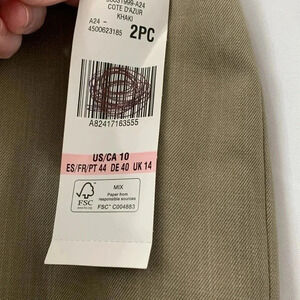 COTE D'AZUR
KHAKI
A24 -
4500623185
2PC
A82417163555
US/CA 10
ES/FR/PT 44 DE 40 UK 14
FSC
MIX
Paper from
responsible sources
FSC™ C004883